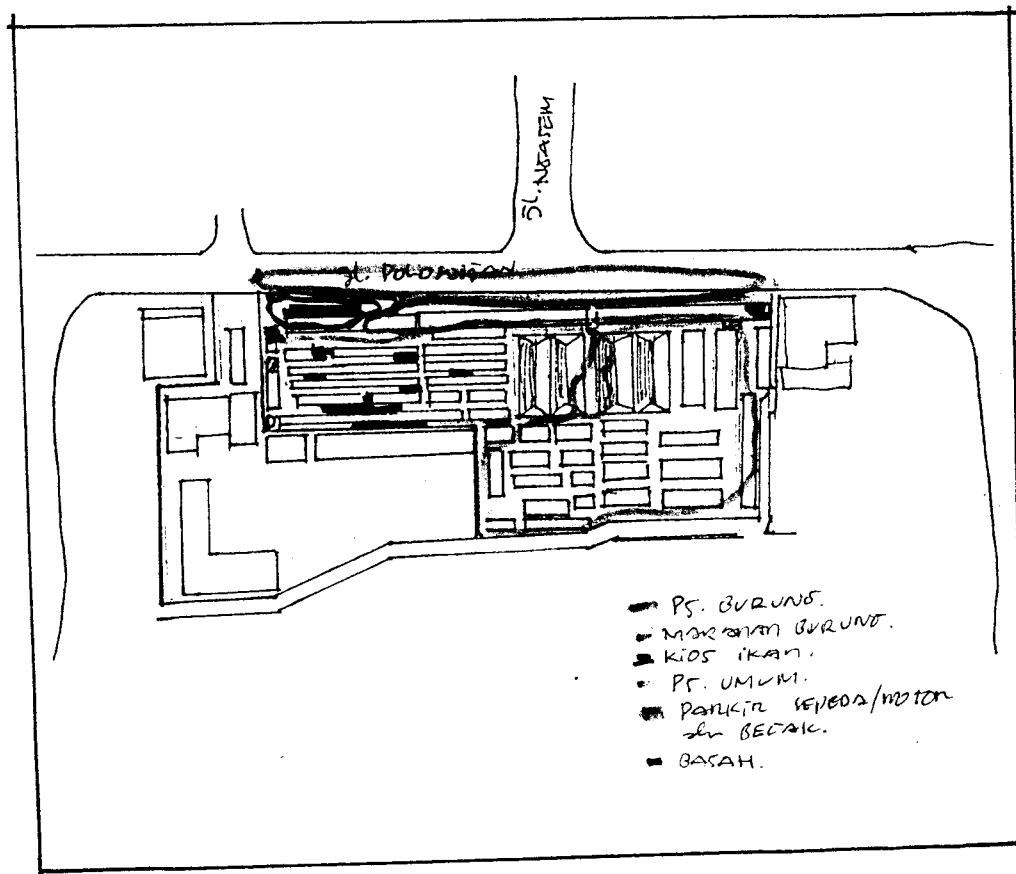 JL. NGASEM
JL. POLOWIJAN
PS. BURUNG.
MAKANAN BURUNG.
KIOS IKAN.
PS. UMUM.
PARKIR SEPEDA/MOTOR
dan BECAK.
BASAH.